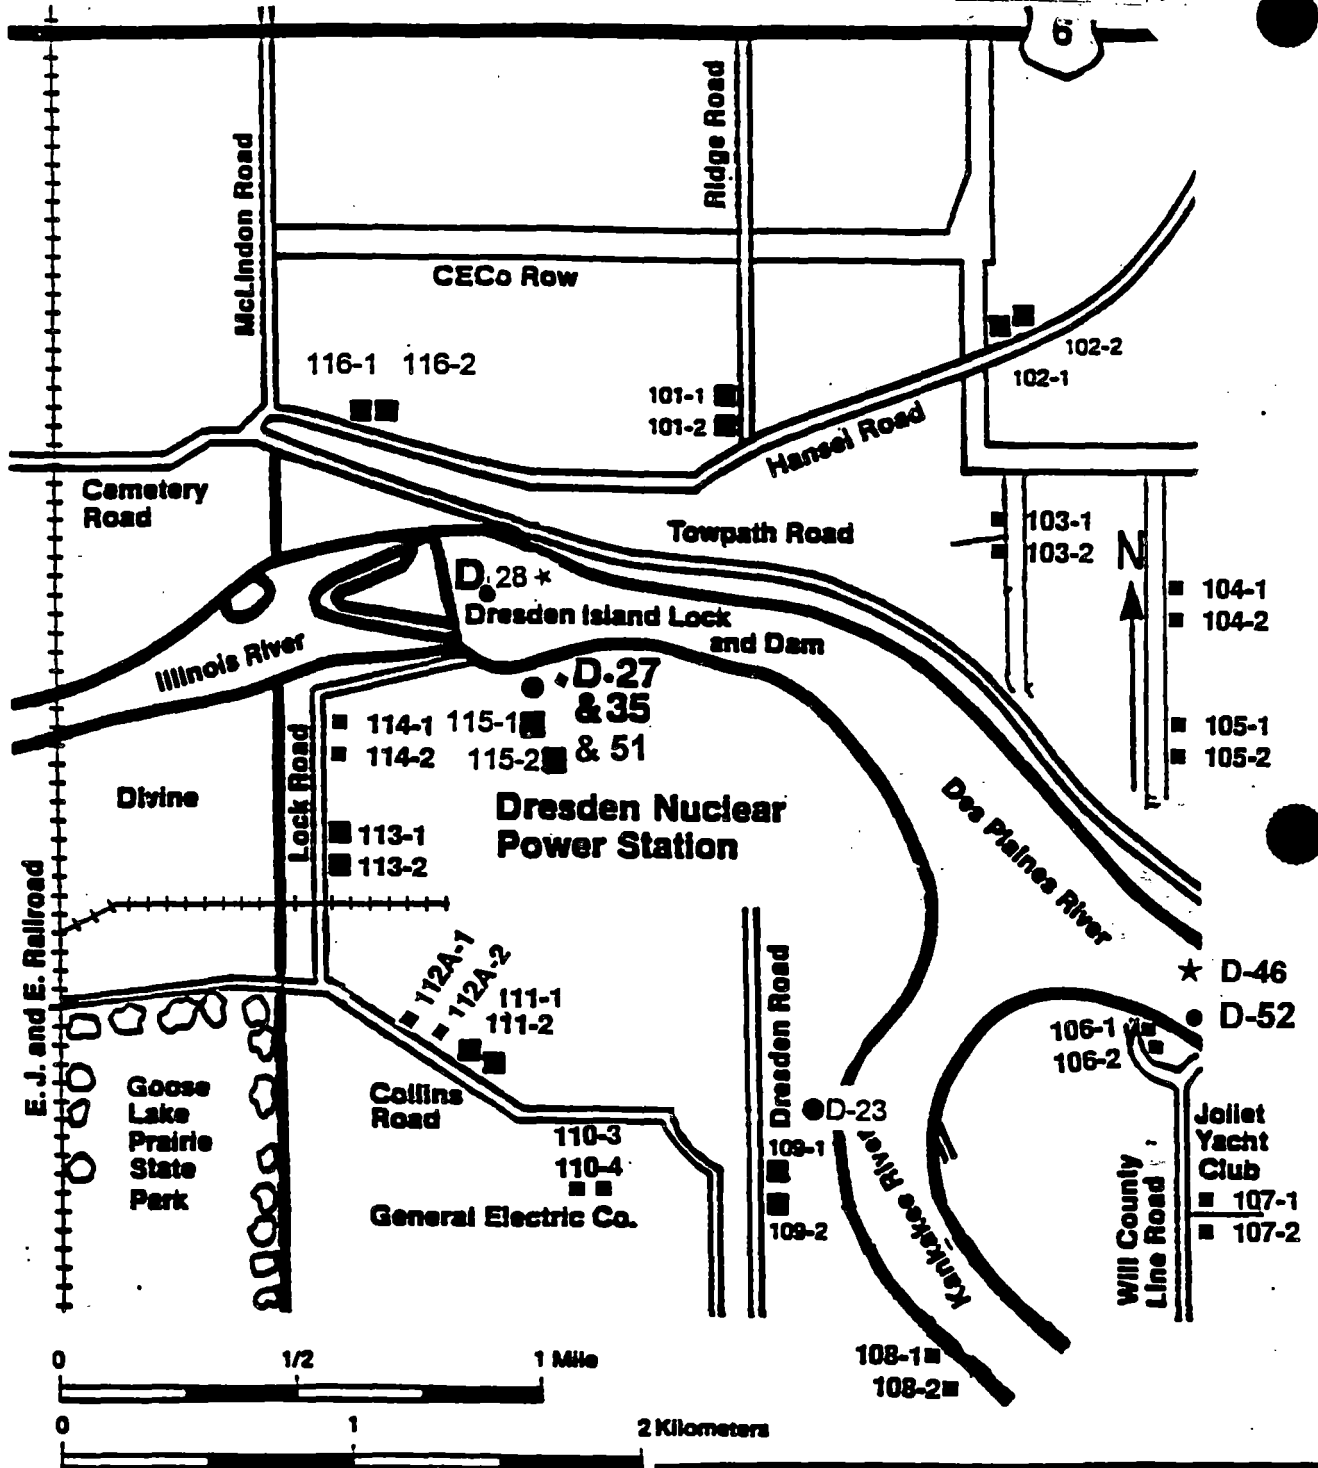 6
McLindon Road
Ridge Road
CECo Row
116-1 116-2
102-2
102-1
101-1
101-2
Hansel Road
Cemetery
Road
Towpath Road
103-1
103-2
N
D-28
104-1
104-2
Dresden Island Lock
and Dam
Illinois River
D-27
& 35
& 51
114-1
114-2
115-1
115-2
105-1
105-2
Lock Road
Divine
Dresden Nuclear
Power Station
Des Plaines River
113-1
113-2
E.J. and E. Railroad
112A-1
112A-2
111-1
111-2
Dresden Road
D-46
D-52
106-1
106-2
Goose
Lake
Prairie
State
Park
Collins
Road
D-23
110-3
110-4
109-1
109-2
General Electric Co.
Kankakee River
Joliet
Yacht
Club
Will County
Line Road
107-1
107-2
108-1
108-2
0 1/2 1 Mile
0 1 2 Kilometers